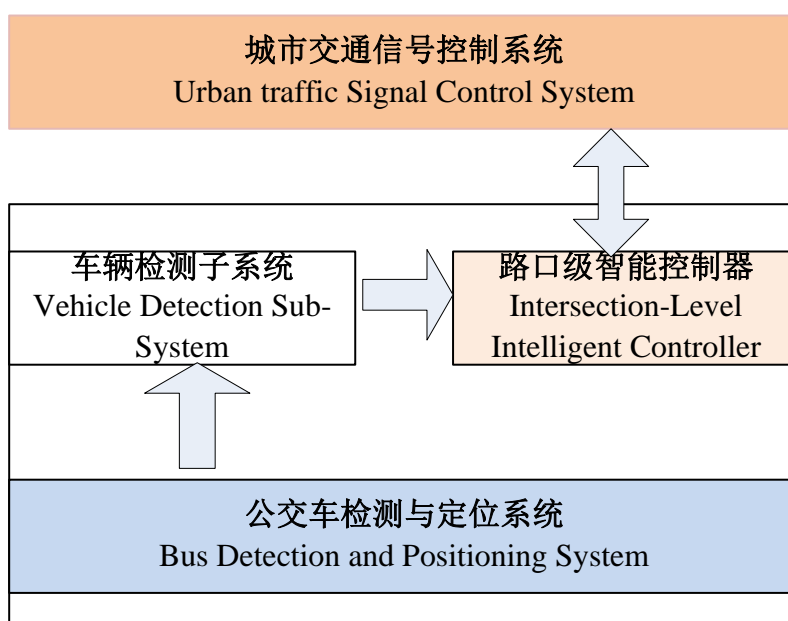 城市交通信号控制系统
Urban traffic Signal Control System
车辆检测子系统
Vehicle Detection Sub-
System
路口级智能控制器
Intersection-Level
Intelligent Controller
公交车检测与定位系统
Bus Detection and Positioning System